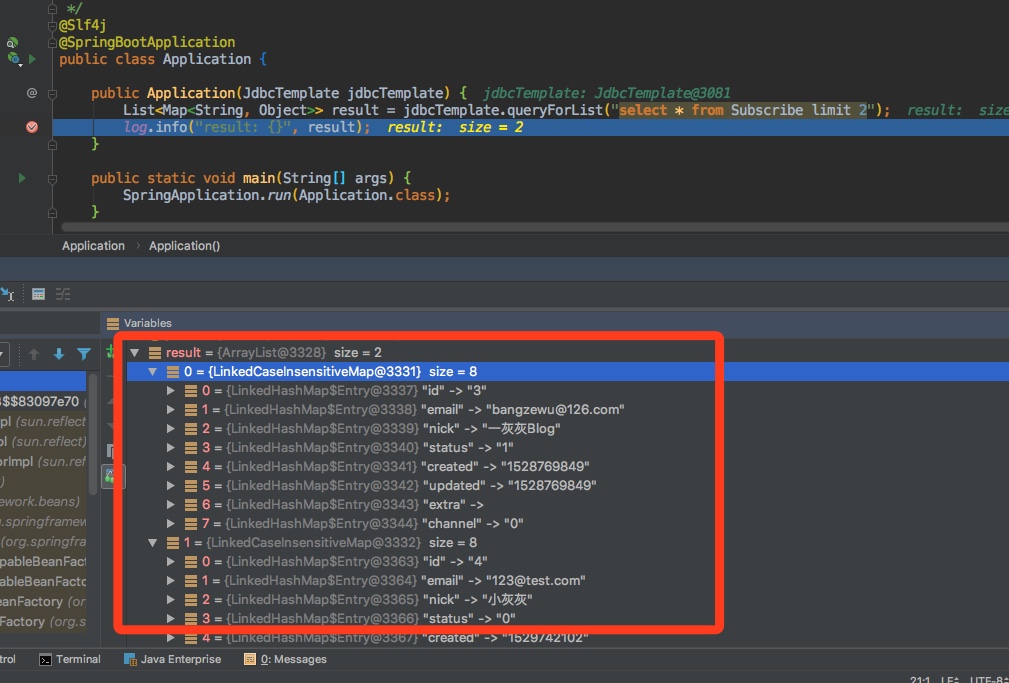 */
@Slf4j
@SpringBootApplication
public class Application {
public Application(JdbcTemplate jdbcTemplate) { jdbcTemplate: JdbcTemplate@3081
List<Map<String, Object>> result = jdbcTemplate.queryForList("select * from Subscribe limit 2"); result: size
log.info("result: {}", result); result: size = 2
}
public static void main(String[] args) {
SpringApplication.run(Application.class);
}
Application › Application()
Variables
result = {ArrayList@3328} size = 2
0 = {LinkedCaseInsensitiveMap@3331} size = 8
0 = {LinkedHashMap$Entry@3337} "id" -> "3"
1 = {LinkedHashMap$Entry@3338} "email" -> "bangzewu@126.com"
2 = {LinkedHashMap$Entry@3339} "nick" -> "一灰灰Blog"
3 = {LinkedHashMap$Entry@3340} "status" -> "1"
4 = {LinkedHashMap$Entry@3341} "created" -> "1528769849"
5 = {LinkedHashMap$Entry@3342} "updated" -> "1528769849"
6 = {LinkedHashMap$Entry@3343} "extra" ->
7 = {LinkedHashMap$Entry@3344} "channel" -> "0"
1 = {LinkedCaseInsensitiveMap@3332} size = 8
0 = {LinkedHashMap$Entry@3363} "id" -> "4"
1 = {LinkedHashMap$Entry@3364} "email" -> "123@test.com"
2 = {LinkedHashMap$Entry@3365} "nick" -> "小灰灰"
3 = {LinkedHashMap$Entry@3366} "status" -> "0"
4 = {LinkedHashMap$Entry@3367} "created" -> "1529742102"
$$83097e70
pl (sun.reflect
ol (sun.reflect)
orImpl (sun.ref
)
ework.beans)
g.springframew
(org.springfra
pableBeanFact
ableBeanFacto
eanFactory (or
Factory (org.s
trol Terminal Java Enterprise 0: Messages
21:1 LF UTF-8